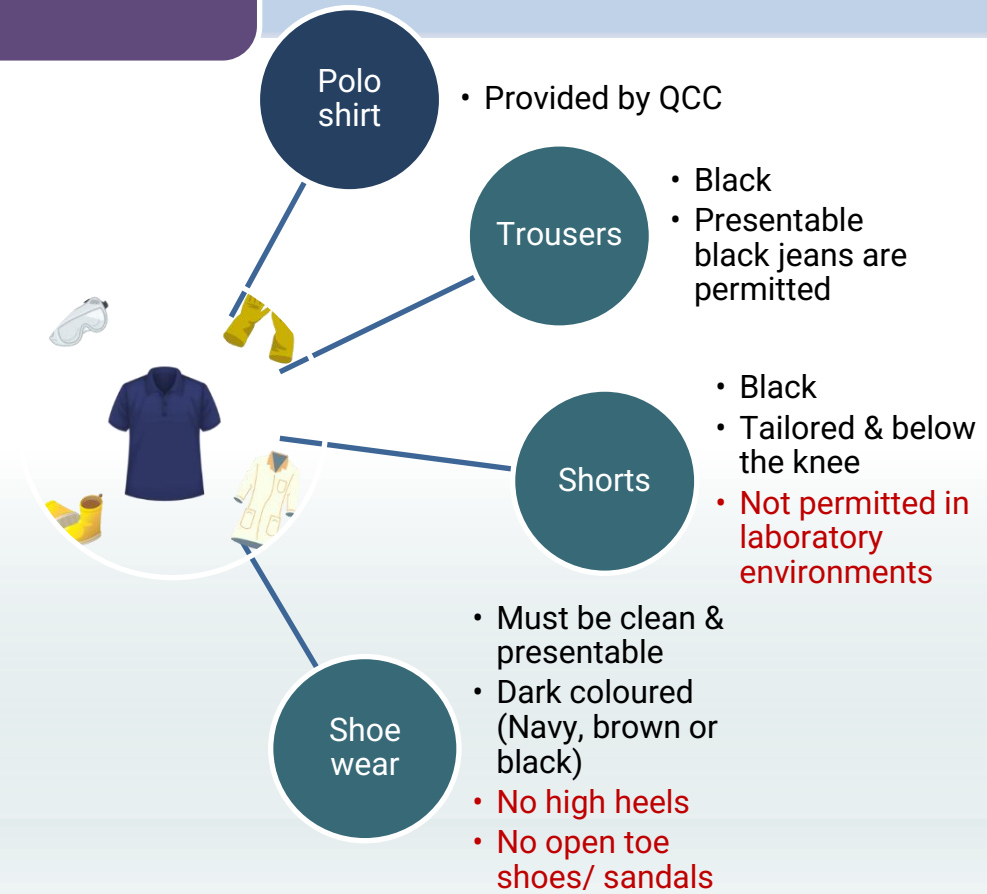 Polo
shirt
• Provided by QCC
Trousers
• Black
• Presentable
black jeans are
permitted
Shorts
• Black
• Tailored & below
the knee
• Not permitted in
laboratory
environments
Shoe
wear
• Must be clean &
presentable
• Dark coloured
(Navy, brown or
black)
• No high heels
• No open toe
shoes/ sandals